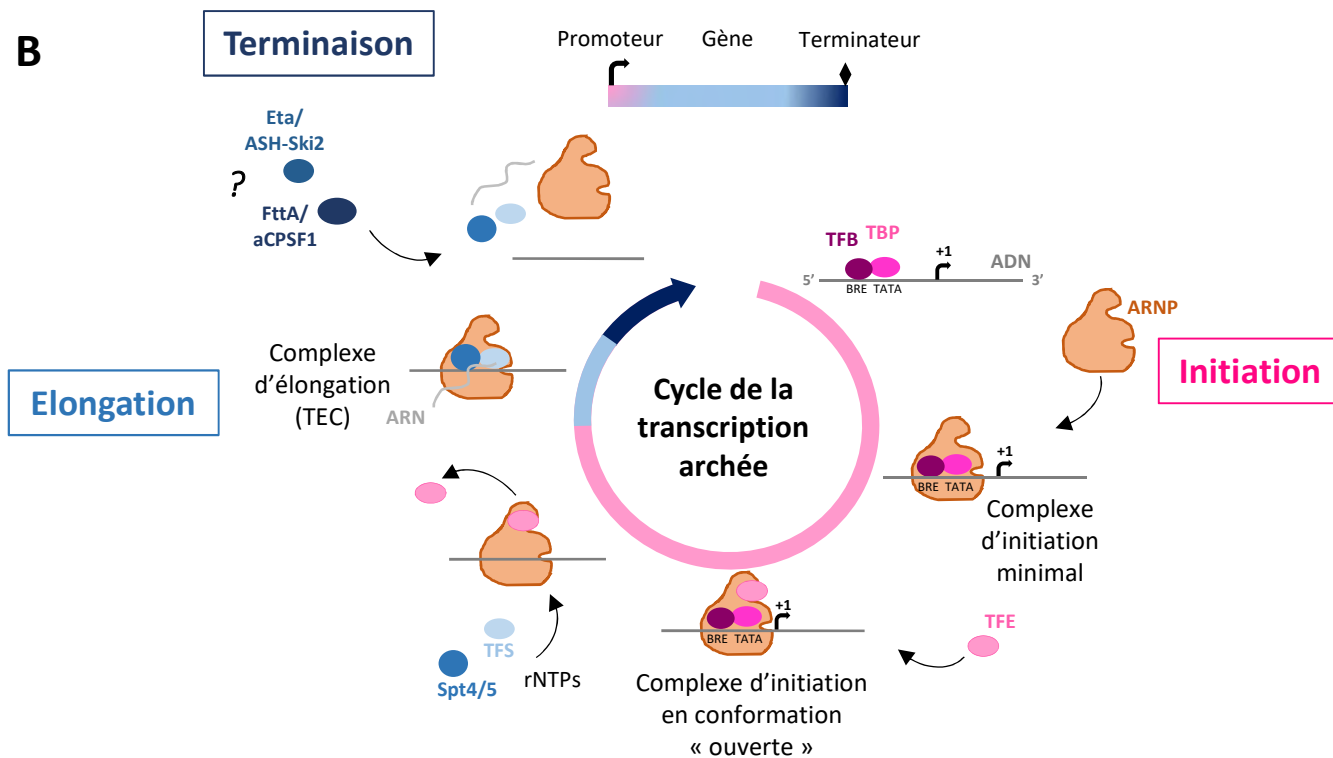 B
Terminaison
Promoteur Gène Terminateur
Eta/
ASH-Ski2
?
FttA/
aCPSF1
TFB TBP
+1
ADN
5’ 3’
BRE TATA
ARNP
Initiation
Complexe
d’élongation
(TEC)
ARN
Elongation
Cycle de la
transcription
archée
+1
BRE TATA
Complexe
d’initiation
minimal
TFE
+1
BRE TATA
Complexe d’initiation
en conformation
« ouverte »
TFS
Spt4/5
rNTPs